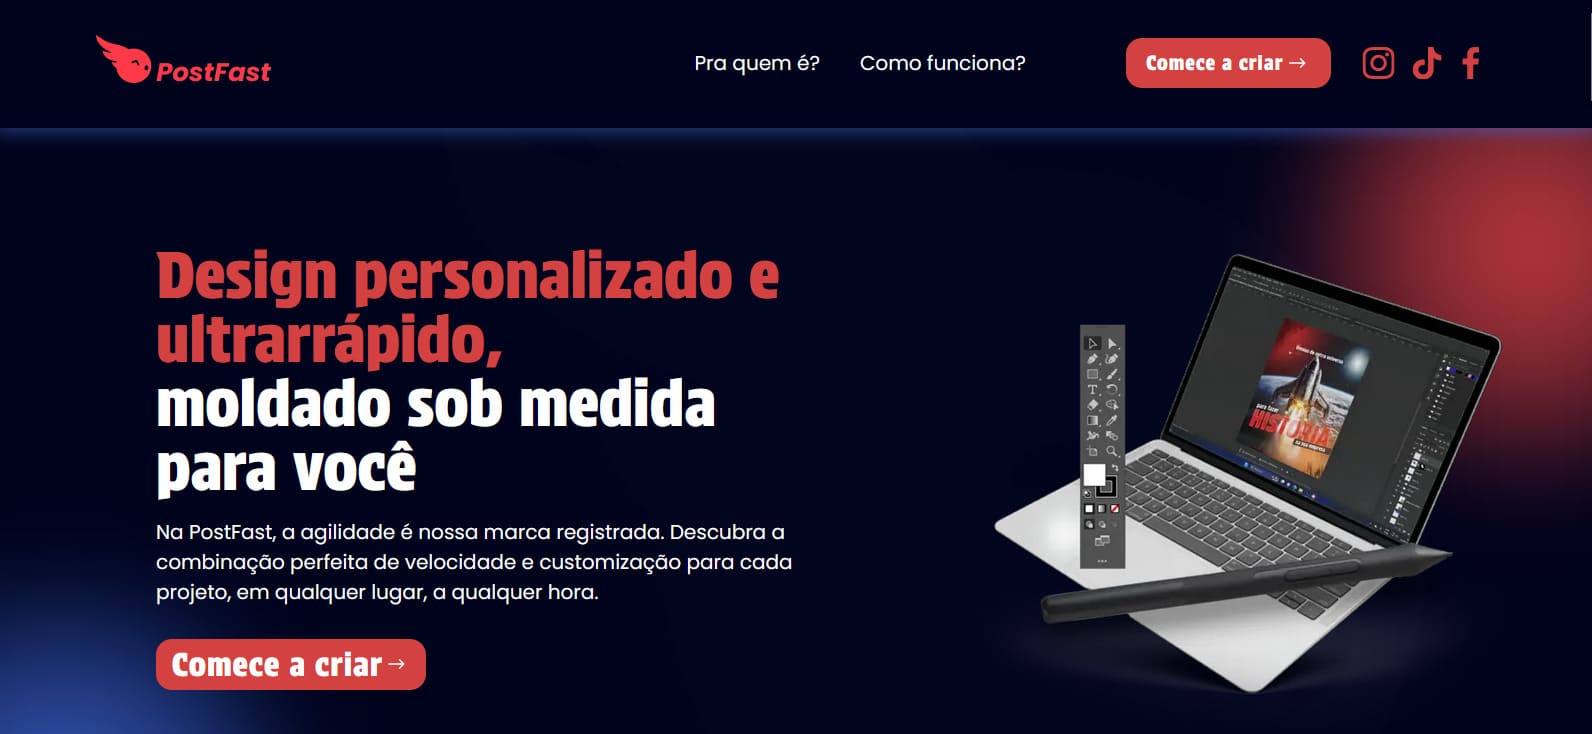 PostFast
Pra quem é?
Como funciona?
Comece a criar →
Design personalizado e
ultrarrápido,
moldado sob medida
para você
Na PostFast, a agilidade é nossa marca registrada. Descubra a
combinação perfeita de velocidade e customização para cada
projeto, em qualquer lugar, a qualquer hora.
Comece a criar →
para fazer
HISTÓRIA